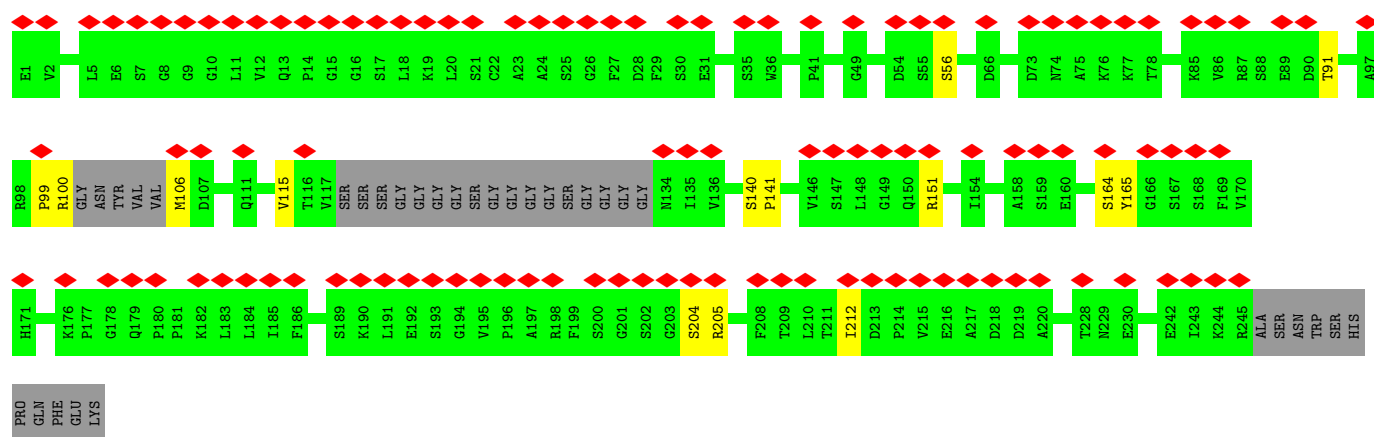 E1 V2 L5 E6 S7 G8 G9 G10 L11 V12 Q13 P14 G15 G16 S17 L18 K19 L20 S21 C22 A23 A24 S25 G26 F27 D28 F29 S30 E31 S35 W36 P41 G49 D54 S55 S56 D66 D73 N74 A75 K76 K77 T78 K85 V86 R87 S88 E89 D90 T91 A97
R98 P99 R100 GLY ASN TYR VAL VAL M106 D107 Q111 V115 T116 V117 SER SER SER GLY GLY GLY GLY SER GLY GLY GLY GLY SER GLY GLY GLY GLY N134 I135 V136 S140 P141 V146 S147 L148 G149 Q150 R151 I154 A158 S159 E160 S164 Y165 G166 S167 S168 F169 V170
H171 K176 P177 G178 Q179 P180 P181 K182 L183 L184 I185 F186 S189 K190 L191 E192 S193 G194 V195 P196 A197 R198 F199 S200 G201 S202 G203 S204 R205 F208 T209 L210 T211 I212 D213 P214 V215 E216 A217 D218 D219 A220 T228 N229 E230 E242 I243 K244 R245 ALA SER ASN TRP SER HIS
PRO GLN PHE GLU LYS